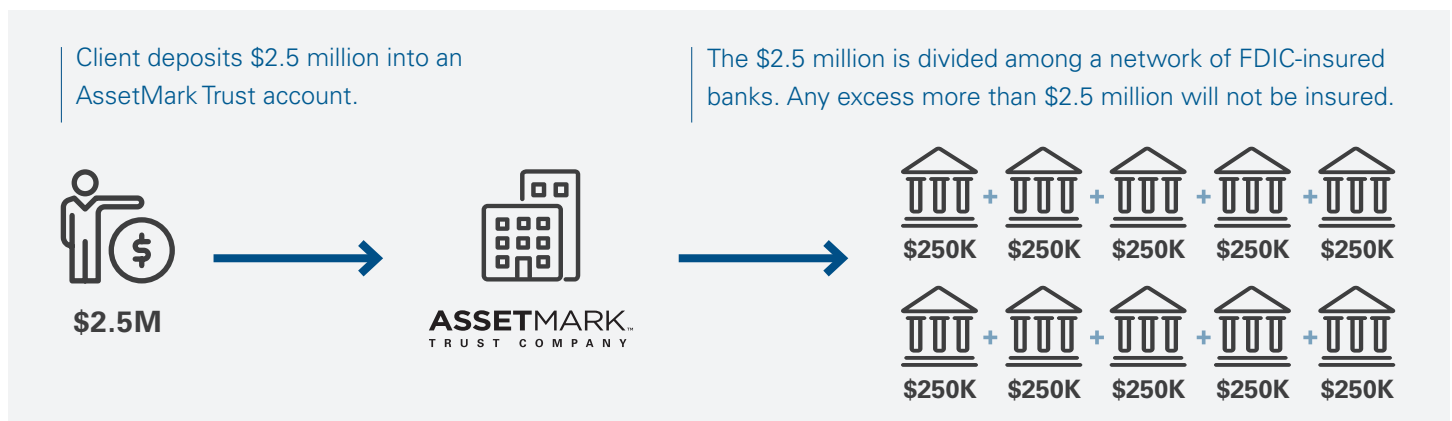 Client deposits $2.5 million into an
AssetMark Trust account.
The $2.5 million is divided among a network of FDIC-insured
banks. Any excess more than $2.5 million will not be insured.
$
$2.5M
ASSETMARK™
TRUST COMPANY
+ + + +
$250K $250K $250K $250K $250K
+ + + +
$250K $250K $250K $250K $250K